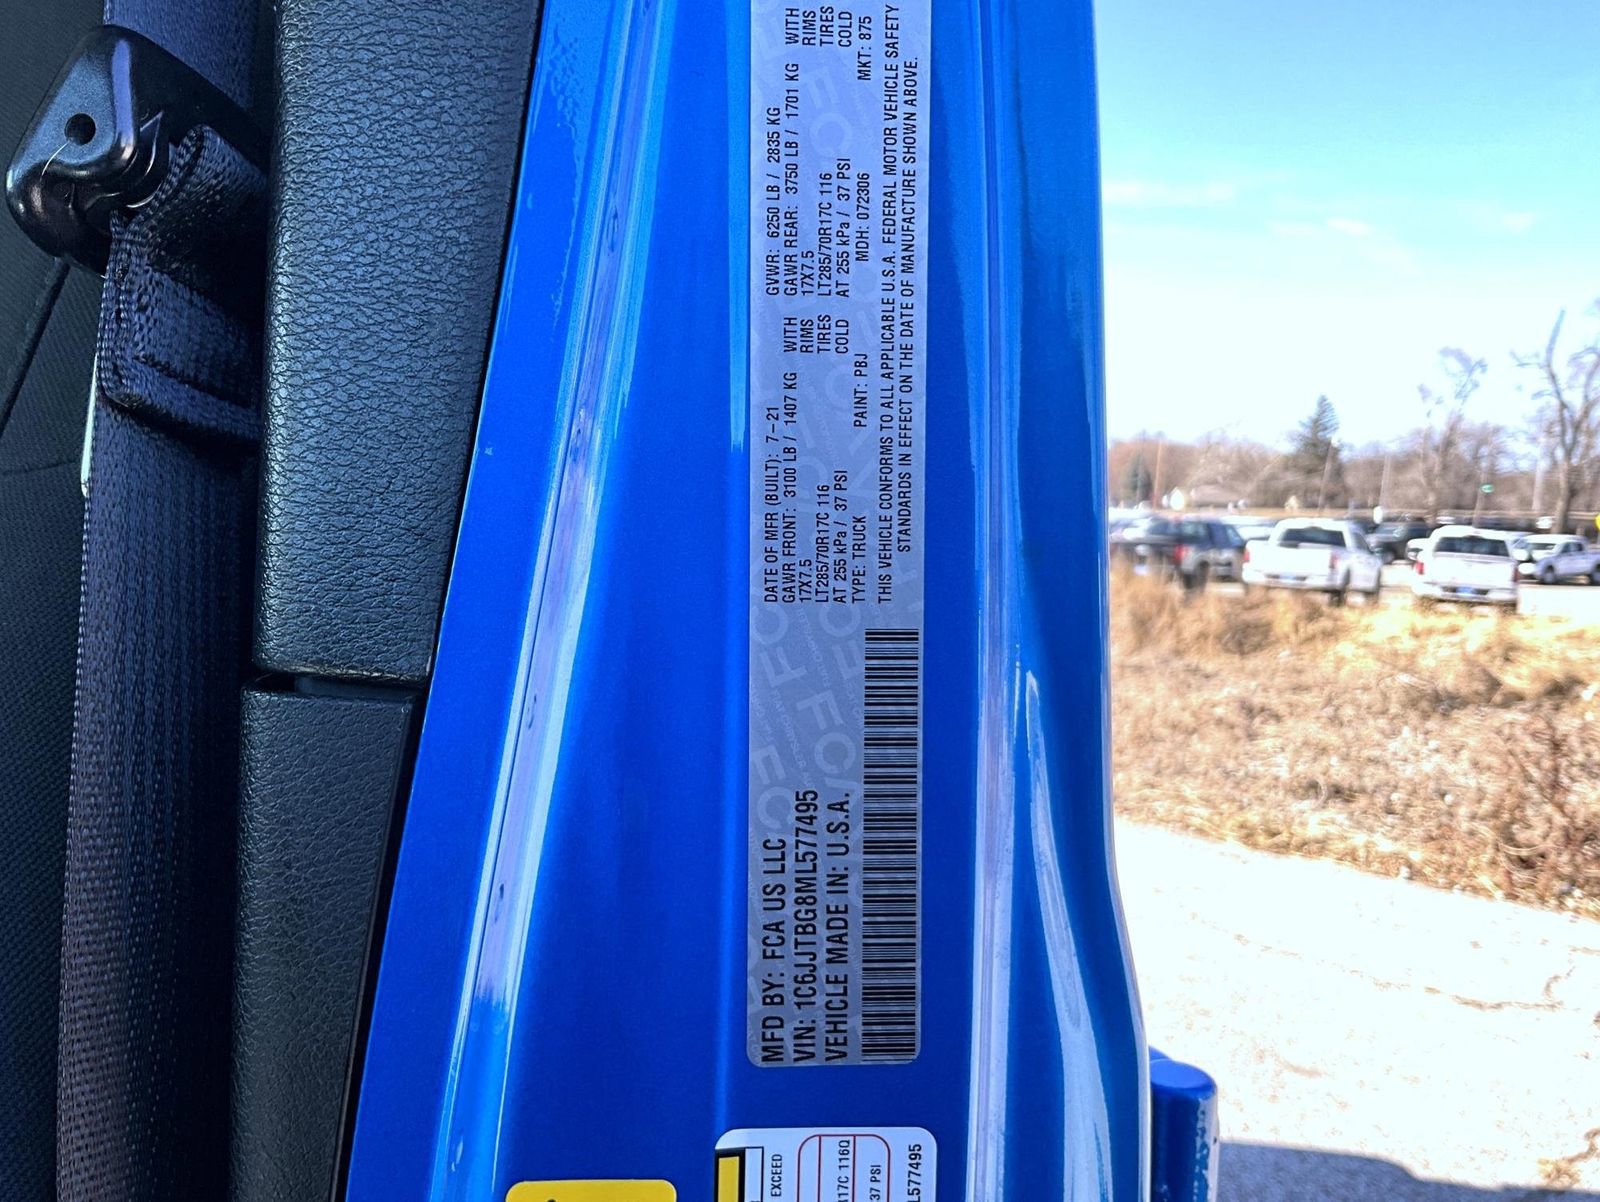 MFD BY: FCA US LLC
VIN: 1C6JJTBG8ML577495
VEHICLE MADE IN: U.S.A.
DATE OF MFR (BUILT): 7-21
GAWR FRONT: 3100 LB / 1407 KG WITH
17X7.5 RIMS
LT285/70R17C 116 TIRES
AT 255 kPa / 37 PSI COLD
TYPE: TRUCK PAINT: PBJ
GVWR: 6250 LB / 2835 KG
GAWR REAR: 3750 LB / 1701 KG WITH
17X7.5 RIMS
LT285/70R17C 116 TIRES
AT 255 kPa / 37 PSI COLD
MDH: 072306 MKT: 875
THIS VEHICLE CONFORMS TO ALL APPLICABLE U.S.A. FEDERAL MOTOR VEHICLE SAFETY
STANDARDS IN EFFECT ON THE DATE OF MANUFACTURE SHOWN ABOVE.
EXCEED
R17C 116Q
37 PSI
L577495